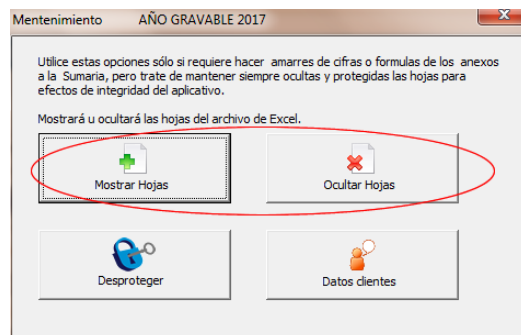 Mentenimiento AÑO GRAVABLE 2017
Utilice estas opciones sólo si requiere hacer amarres de cifras o formulas de los anexos
a la Sumaria, pero trate de mantener siempre ocultas y protegidas las hojas para
efectos de integridad del aplicativo.
Mostrará u ocultará las hojas del archivo de Excel.
Mostrar Hojas Ocultar Hojas
Desproteger Datos clientes